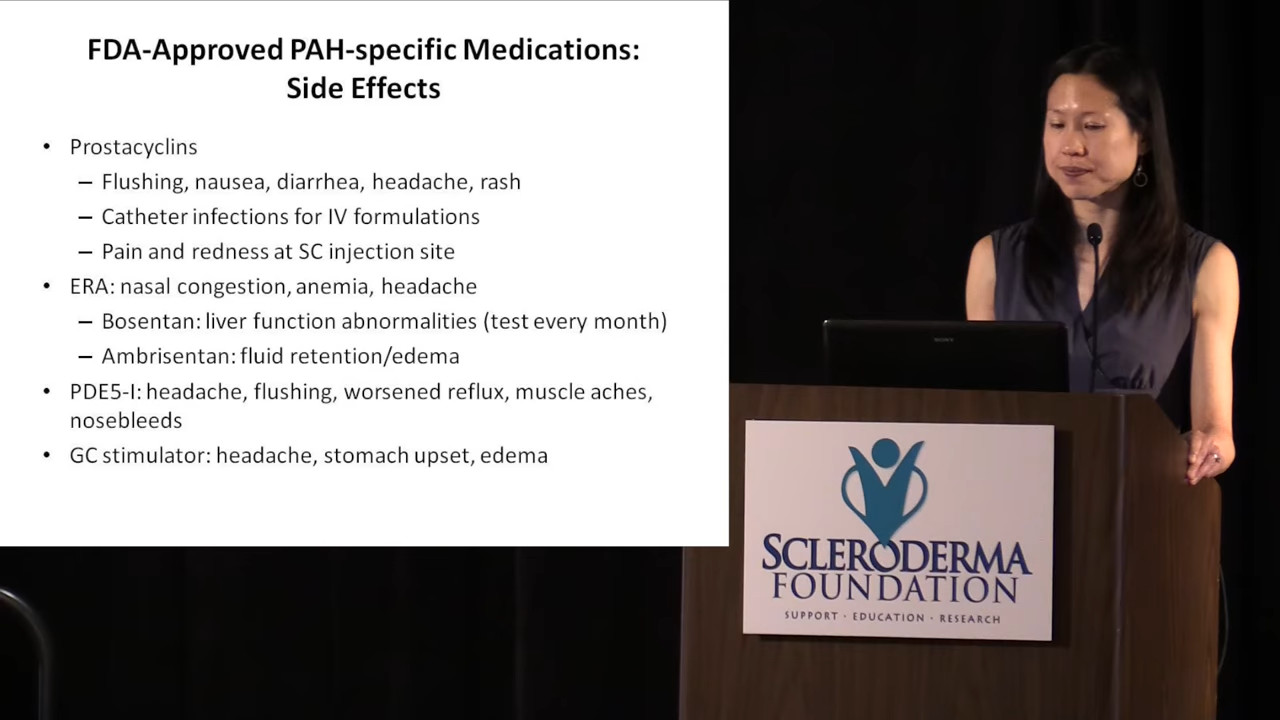 FDA-Approved PAH-specific Medications:
Side Effects
• Prostacyclins
– Flushing, nausea, diarrhea, headache, rash
– Catheter infections for IV formulations
– Pain and redness at SC injection site
• ERA: nasal congestion, anemia, headache
– Bosentan: liver function abnormalities (test every month)
– Ambrisentan: fluid retention/edema
• PDE5-I: headache, flushing, worsened reflux, muscle aches,
nosebleeds
• GC stimulator: headache, stomach upset, edema
SONY
SCLERODERMA
FOUNDATION
SUPPORT · EDUCATION · RESEARCH